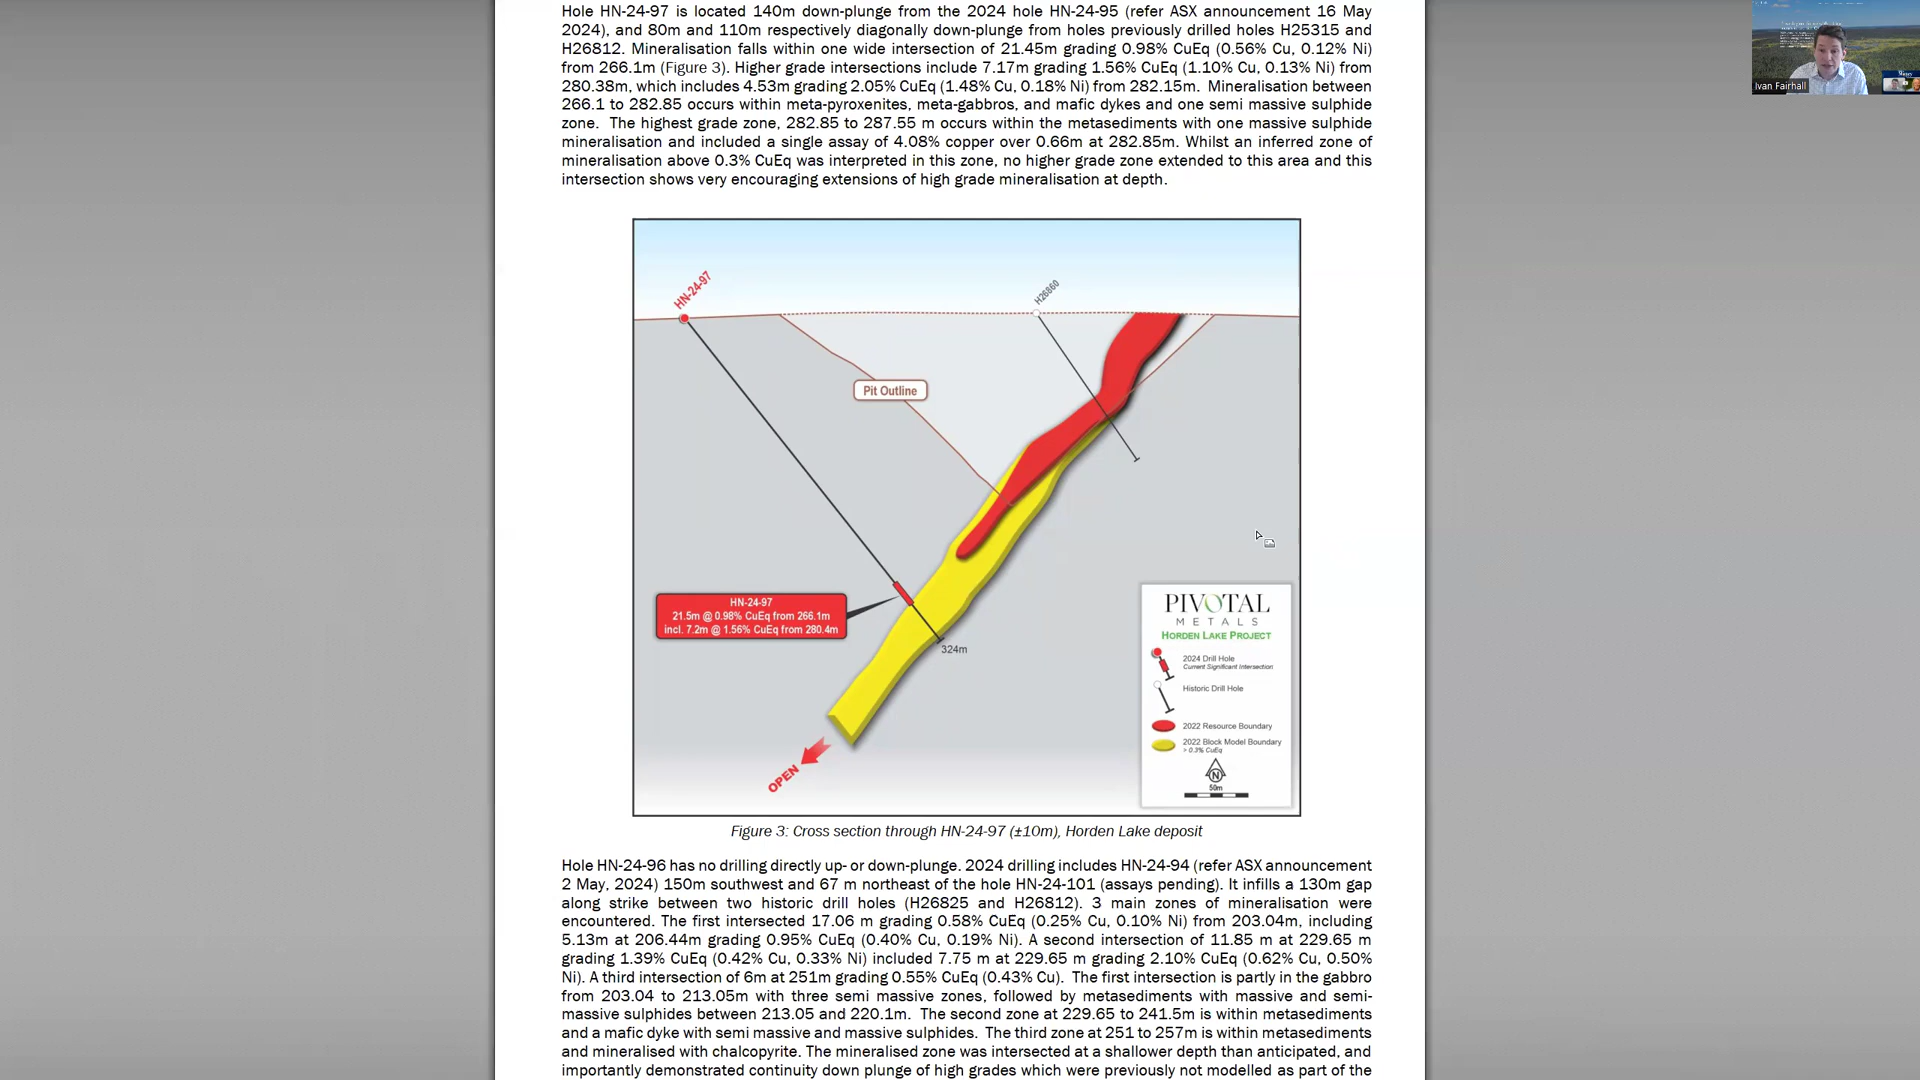 Hole HN-24-97 is located 140m down-plunge from the 2024 hole HN-24-95 (refer ASX announcement 16 May
2024), and 80m and 110m respectively diagonally down-plunge from holes previously drilled holes H25315 and
H26812. Mineralisation falls within one wide intersection of 21.45m grading 0.98% CuEq (0.56% Cu, 0.12% Ni)
from 266.1m (Figure 3). Higher grade intersections include 7.17m grading 1.56% CuEq (1.10% Cu, 0.13% Ni) from
280.38m, which includes 4.53m grading 2.05% CuEq (1.48% Cu, 0.18% Ni) from 282.15m. Mineralisation between
266.1 to 282.85 occurs within meta-pyroxenites, meta-gabbros, and mafic dykes and one semi massive sulphide
zone. The highest grade zone, 282.85 to 287.55 m occurs within the metasediments with one massive sulphide
mineralisation and included a single assay of 4.08% copper over 0.66m at 282.85m. Whilst an inferred zone of
mineralisation above 0.3% CuEq was interpreted in this zone, no higher grade zone extended to this area and this
intersection shows very encouraging extensions of high grade mineralisation at depth.
Ivan Fairhall
HN-24-97
H26860
Pit Outline
HN-24-97
21.5m @ 0.98% CuEq from 266.1m
incl. 7.2m @ 1.56% CuEq from 280.4m
324m
OPEN
PIVOTAL
METALS
HORDEN LAKE PROJECT
2024 Drill Hole
Current Significant Intersection
Historic Drill Hole
2022 Resource Boundary
2022 Block Model Boundary
> 0.3% CuEq
N
50m
Figure 3: Cross section through HN-24-97 (±10m), Horden Lake deposit
Hole HN-24-96 has no drilling directly up- or down-plunge. 2024 drilling includes HN-24-94 (refer ASX announcement
2 May, 2024) 150m southwest and 67 m northeast of the hole HN-24-101 (assays pending). It infills a 130m gap
along strike between two historic drill holes (H26825 and H26812). 3 main zones of mineralisation were
encountered. The first intersected 17.06 m grading 0.58% CuEq (0.25% Cu, 0.10% Ni) from 203.04m, including
5.13m at 206.44m grading 0.95% CuEq (0.40% Cu, 0.19% Ni). A second intersection of 11.85 m at 229.65 m
grading 1.39% CuEq (0.42% Cu, 0.33% Ni) included 7.75 m at 229.65 m grading 2.10% CuEq (0.62% Cu, 0.50%
Ni). A third intersection of 6m at 251m grading 0.55% CuEq (0.43% Cu). The first intersection is partly in the gabbro
from 203.04 to 213.05m with three semi massive zones, followed by metasediments with massive and semi-
massive sulphides between 213.05 and 220.1m. The second zone at 229.65 to 241.5m is within metasediments
and a mafic dyke with semi massive and massive sulphides. The third zone at 251 to 257m is within metasediments
and mineralised with chalcopyrite. The mineralised zone was intersected at a shallower depth than anticipated, and
importantly demonstrated continuity down plunge of high grades which were previously not modelled as part of the